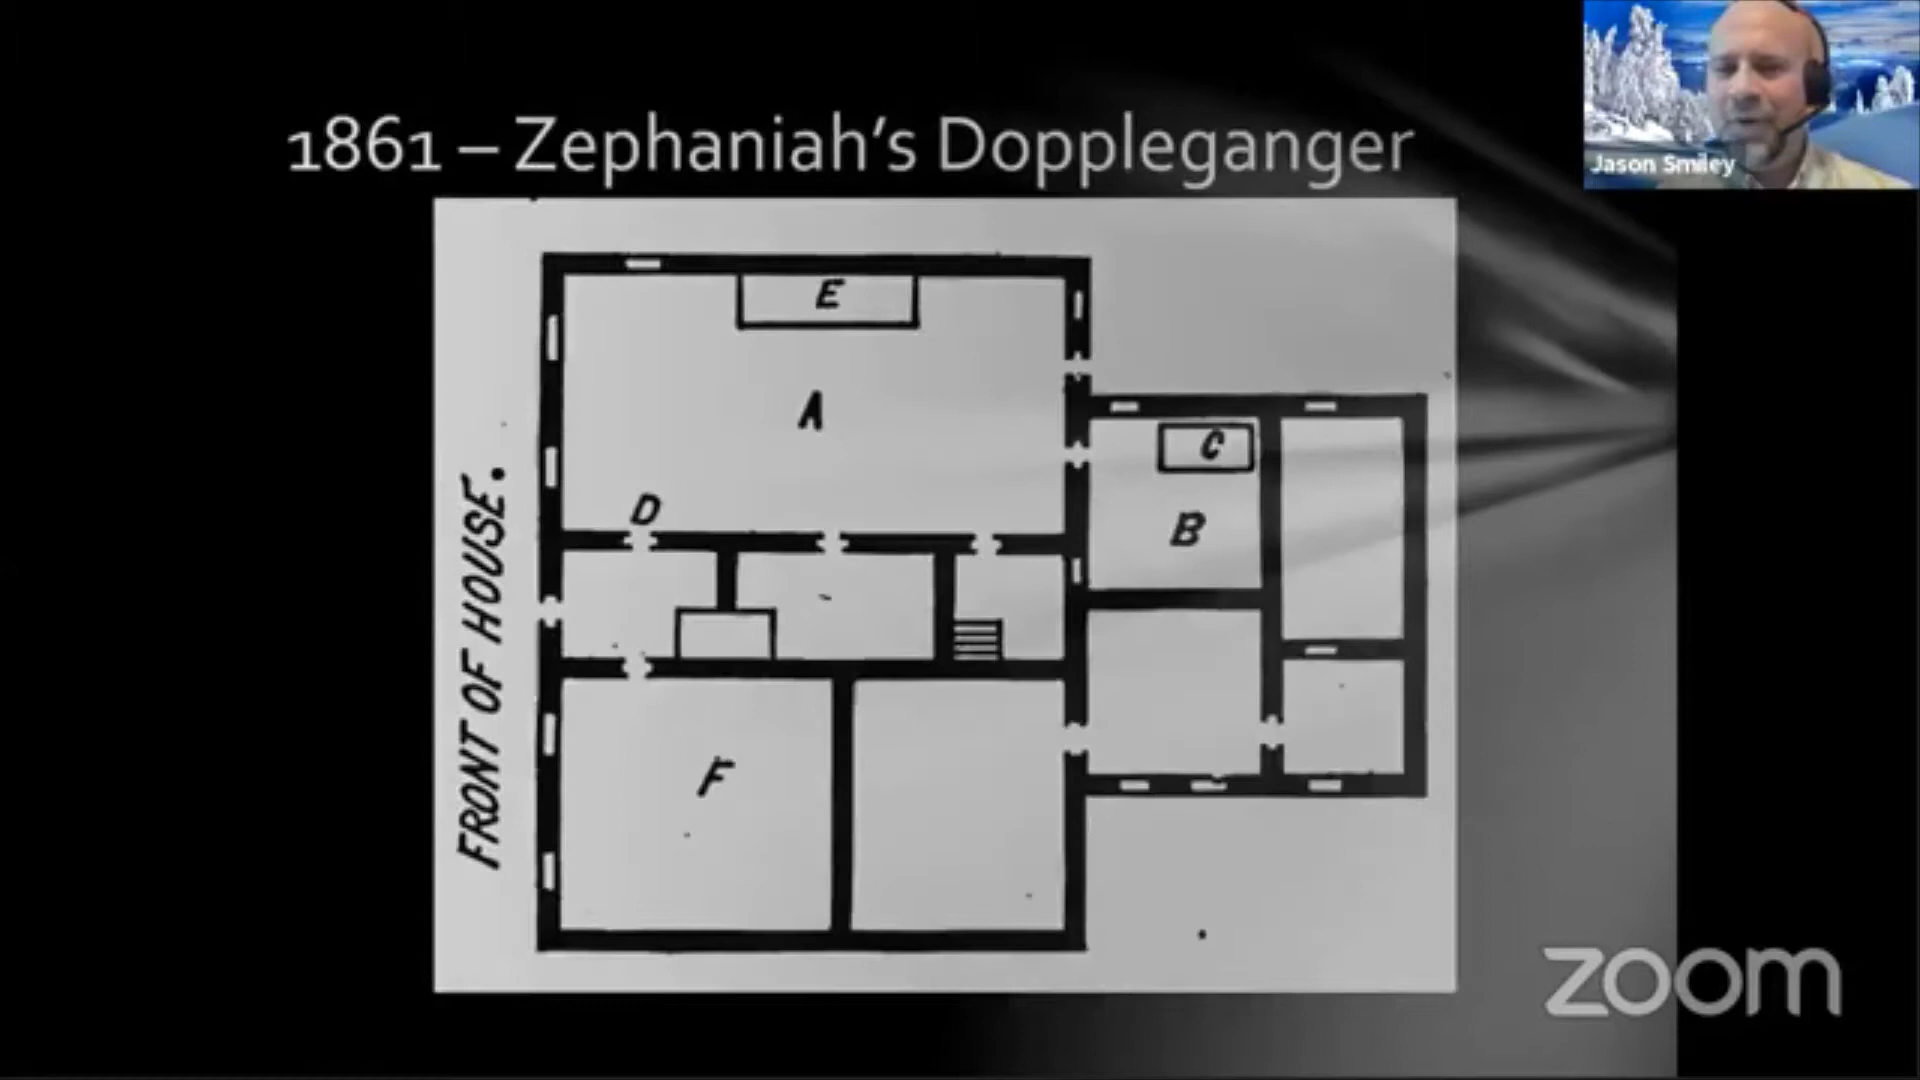 1861 – Zephaniah's Doppleganger
Jason Smiley
E
A
C
D
B
FRONT OF HOUSE.
F
zoom